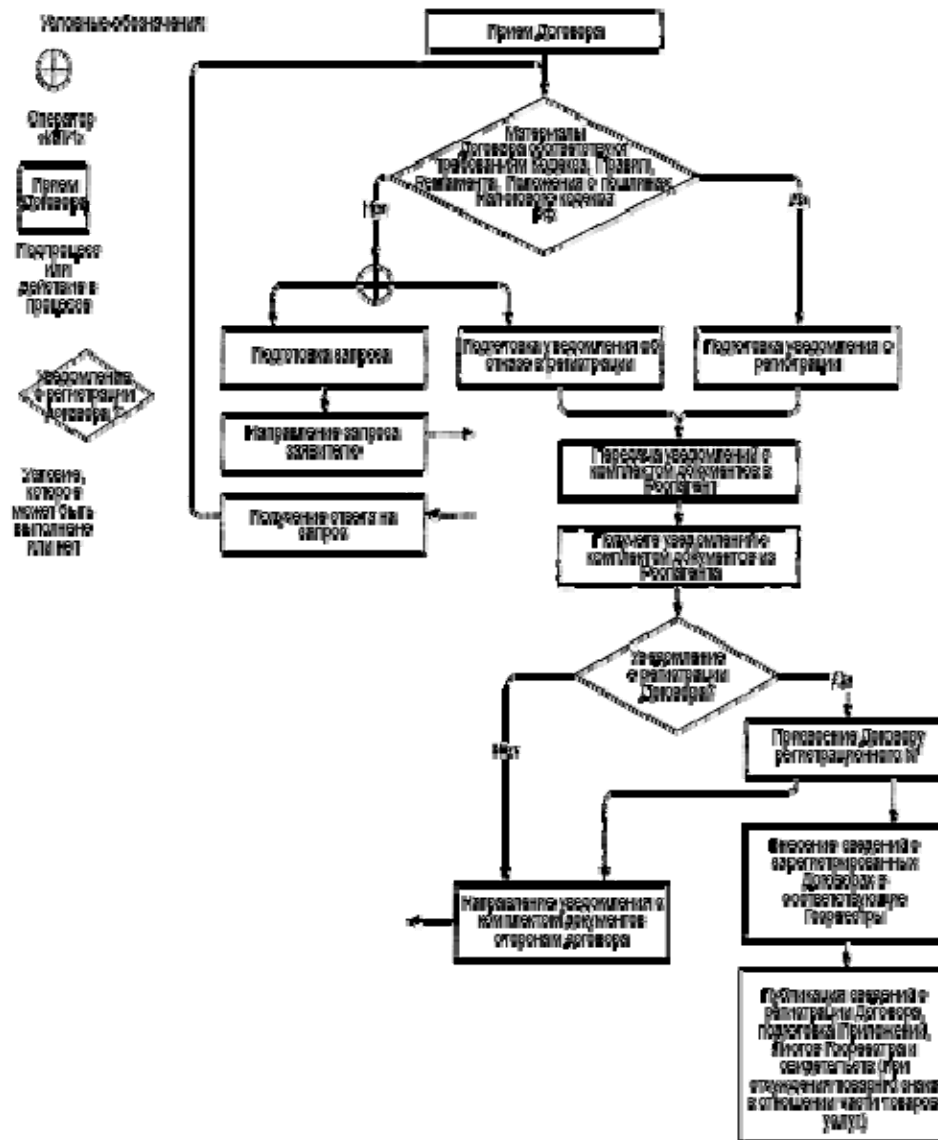 Условные обозначения:
Оператор
«ИЛИ»
Прием
Договора
Подпроцесс
или
действие в
процессе
Уведомление
о регистрации
Договора?
Условие,
которое
может быть
выполнено
или нет
Прием Договора
Материалы
Договора соответствуют
требованиям Кодекса, Правил,
Регламента, Положения о пошлинах,
Налогового кодекса
РФ
Нет
Да
Подготовка запроса
Подготовка уведомления об
отказе в регистрации
Подготовка уведомления о
регистрации
Направление запроса
заявителю
Получение ответа на
запрос
Передача уведомлений с
комплектом документов в
Роспатент
Получение уведомлений с
комплектом документов из
Роспатента
Уведомление
о регистрации
Договора?
Нет
Да
Присвоение Договору
регистрационного №
Направление уведомления с
комплектом документов
сторонам договора
Внесение сведений о
зарегистрированных
Договорах в
соответствующие
Госреестры
Публикация сведений о
регистрации Договора,
подготовка Приложений,
Листов Госреестра и
свидетельств (при
отчуждении товарного знака
в отношении части товаров
услуг)